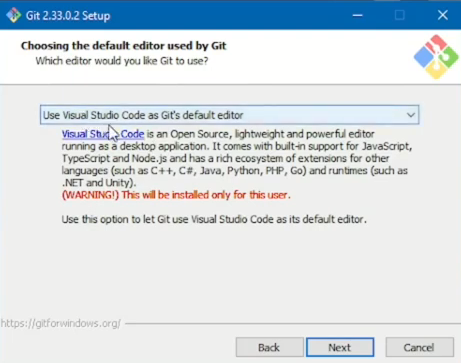 Git 2.33.0.2 Setup
Choosing the default editor used by Git
Which editor would you like Git to use?
Use Visual Studio Code as Git's default editor
Visual Studio Code is an Open Source, lightweight and powerful editor
running as a desktop application. It comes with built-in support for JavaScript,
TypeScript and Node.js and has a rich ecosystem of extensions for other
languages (such as C++, C#, Java, Python, PHP, Go) and runtimes (such as
.NET and Unity).
(WARNING!) This will be installed only for this user.
Use this option to let Git use Visual Studio Code as its default editor.
https://gitforwindows.org/
Back
Next
Cancel